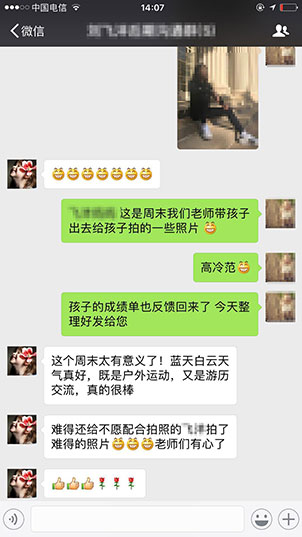 中国电信
14:07
微信
这是周末我们老师带孩子
出去给孩子拍的一些照片
高冷范
孩子的成绩单也反馈回来了 今天整
理好发给您
这个周末太有意义了！蓝天白云天
气真好，既是户外运动，又是游历
交流，真的很棒
难得还给不愿配合拍照的 拍了
难得的照片 老师们有心了